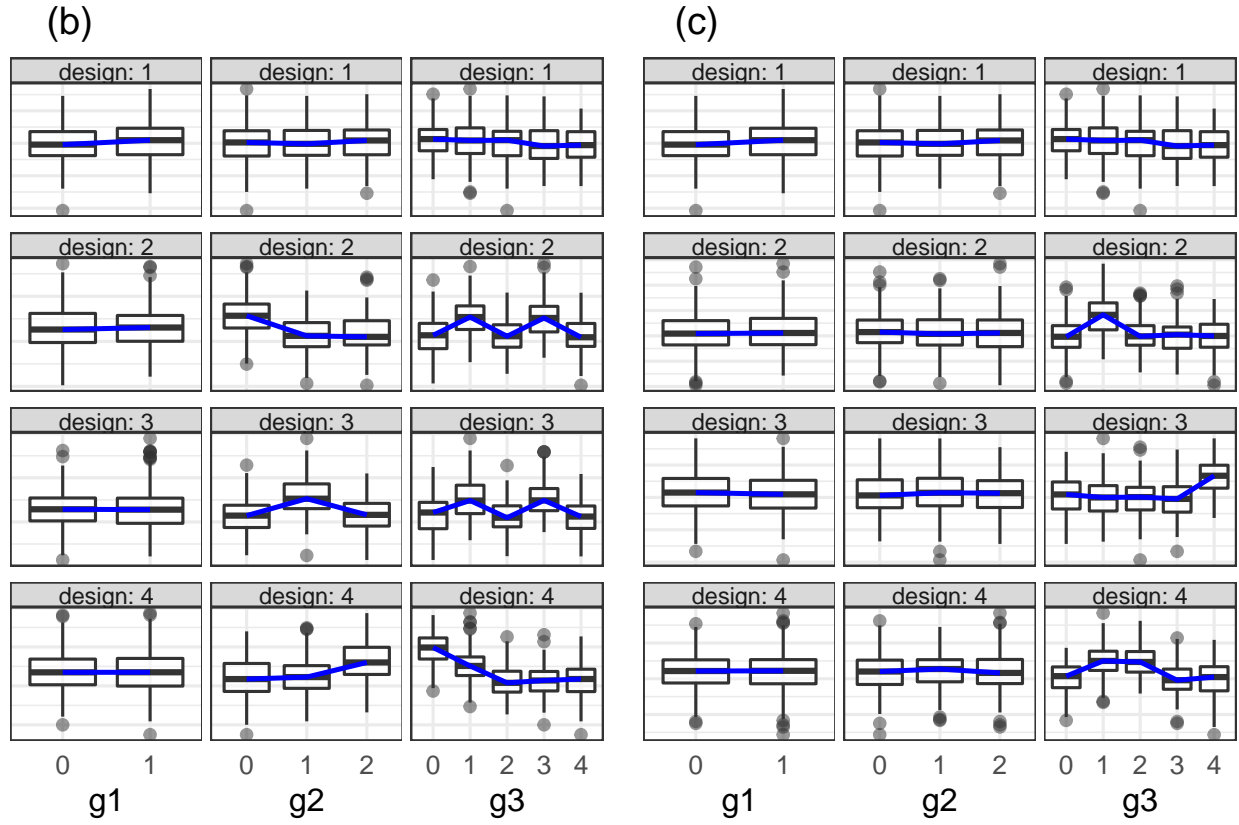 (b) (c)
design: 1 design: 1 design: 1 design: 1 design: 1 design: 1
design: 2 design: 2 design: 2 design: 2 design: 2 design: 2
design: 3 design: 3 design: 3 design: 3 design: 3 design: 3
design: 4 design: 4 design: 4 design: 4 design: 4 design: 4
0 1 0 1 2 0 1 2 3 4 0 1 0 1 2 0 1 2 3 4
g1 g2 g3 g1 g2 g3